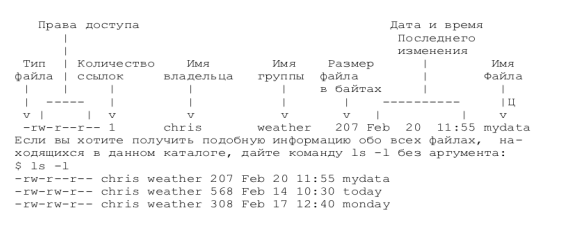 Права доступа Дата и время
| Последнего
| изменения
Тип | Количество Имя Имя Размер | Имя
файла | ссылок владельца группы файла | Файла
| | | | | в байтах | |
| ----- | | | | ---------- |Ц
v | | v v v v | | v
-rw-r--r-- 1 chris weather 207 Feb 20 11:55 mydata
Если вы хотите получить подобную информацию обо всех файлах, на-
ходящихся в данном каталоге, дайте команду ls -l без аргумента:
$ ls -l
-rw-r--r-- chris weather 207 Feb 20 11:55 mydata
-rw-rw-r-- chris weather 568 Feb 14 10:30 today
-rw-rw-r-- chris weather 308 Feb 17 12:40 monday